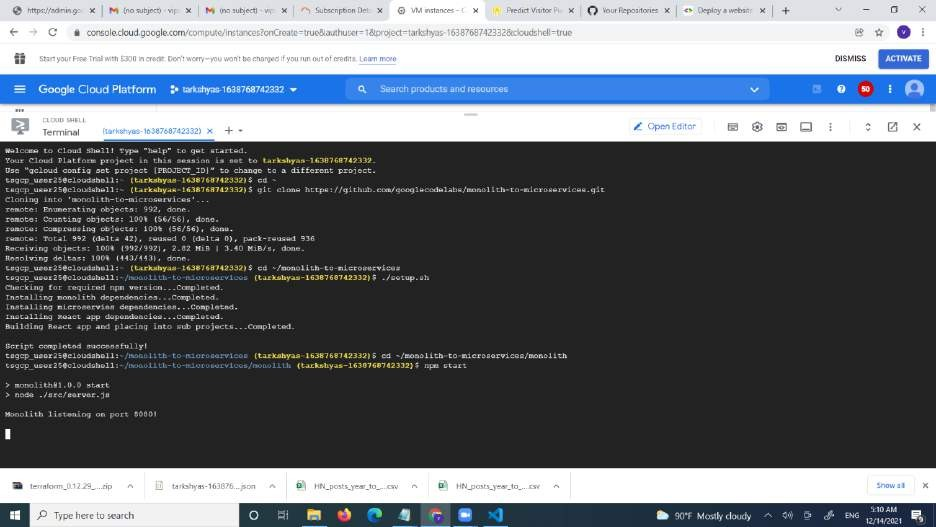 https://admin.goo
(no subject) - vip
(no subject) - vip
Subscription Deta
VM instances – C
Predict Visitor Pu
Your Repositories
Deploy a website
console.cloud.google.com/compute/instances?onCreate=true&authuser=1&project=tarkshyas-1638768742332&cloudshell=true
V
Start your Free Trial with $300 in credit. Don't worry—you won't be charged if you run out of credits. Learn more
DISMISS
ACTIVATE
Google Cloud Platform
tarkshyas-1638768742332
Search products and resources
50
CLOUD SHELL
Terminal
(tarkshyas-1638768742332)
Open Editor
Welcome to Cloud Shell! Type "help" to get started.
Your Cloud Platform project in this session is set to tarkshyas-1638768742332.
Use "gcloud config set project [PROJECT_ID]" to change to a different project.
tsgcp_user25@cloudshell:~ (tarkshyas-1638768742332)$ cd ~
tsgcp_user25@cloudshell:~ (tarkshyas-1638768742332)$ git clone https://github.com/googlecodelabs/monolith-to-microservices.git
Cloning into 'monolith-to-microservices'...
remote: Enumerating objects: 992, done.
remote: Counting objects: 100% (56/56), done.
remote: Compressing objects: 100% (56/56), done.
remote: Total 992 (delta 42), reused 0 (delta 0), pack-reused 936
Receiving objects: 100% (992/992), 2.82 MiB | 3.40 MiB/s, done.
Resolving deltas: 100% (443/443), done.
tsgcp_user25@cloudshell:~ (tarkshyas-1638768742332)$ cd ~/monolith-to-microservices
tsgcp_user25@cloudshell:~/monolith-to-microservices (tarkshyas-1638768742332)$ ./setup.sh
Checking for required npm version...Completed.
Installing monolith dependencies...Completed.
Installing microservies dependencies...Completed.
Installing React app dependencies...Completed.
Building React app and placing into sub projects...Completed.
Script completed successfully!
tsgcp_user25@cloudshell:~/monolith-to-microservices (tarkshyas-1638768742332)$ cd ~/monolith-to-microservices/monolith
tsgcp_user25@cloudshell:~/monolith-to-microservices/monolith (tarkshyas-1638768742332)$ npm start
> monolith@1.0.0 start
> node ./src/server.js
Monolith listening on port 8080!
terraform_0.12.29_....zip
tarkshyas-163876....json
HN_posts_year_to_....csv
HN_posts_year_to_....csv
Show all
Type here to search
90°F Mostly cloudy
ENG
5:10 AM
12/14/2021
9